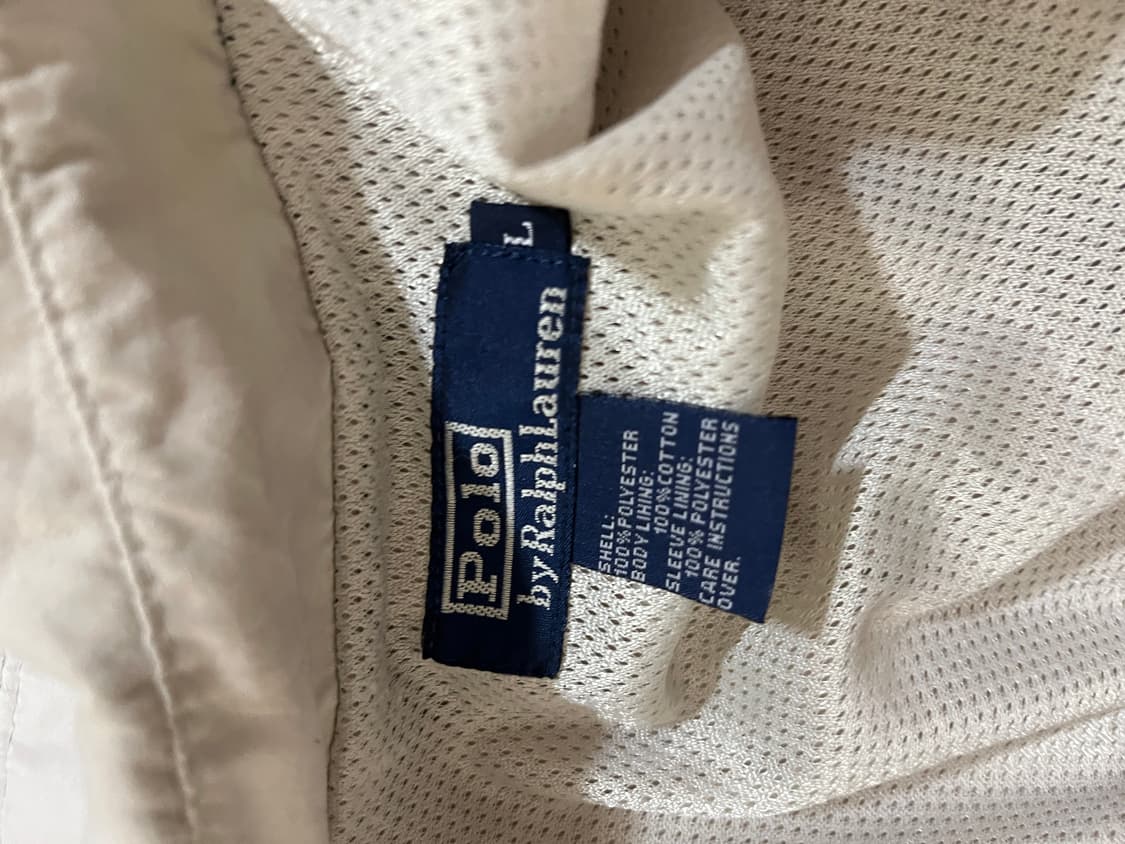 L
Polo
by Ralph Lauren
SHELL:
100% POLYESTER
BODY LINING:
100% COTTON
SLEEVE LINING:
100% POLYESTER
CARE INSTRUCTIONS
OVER.